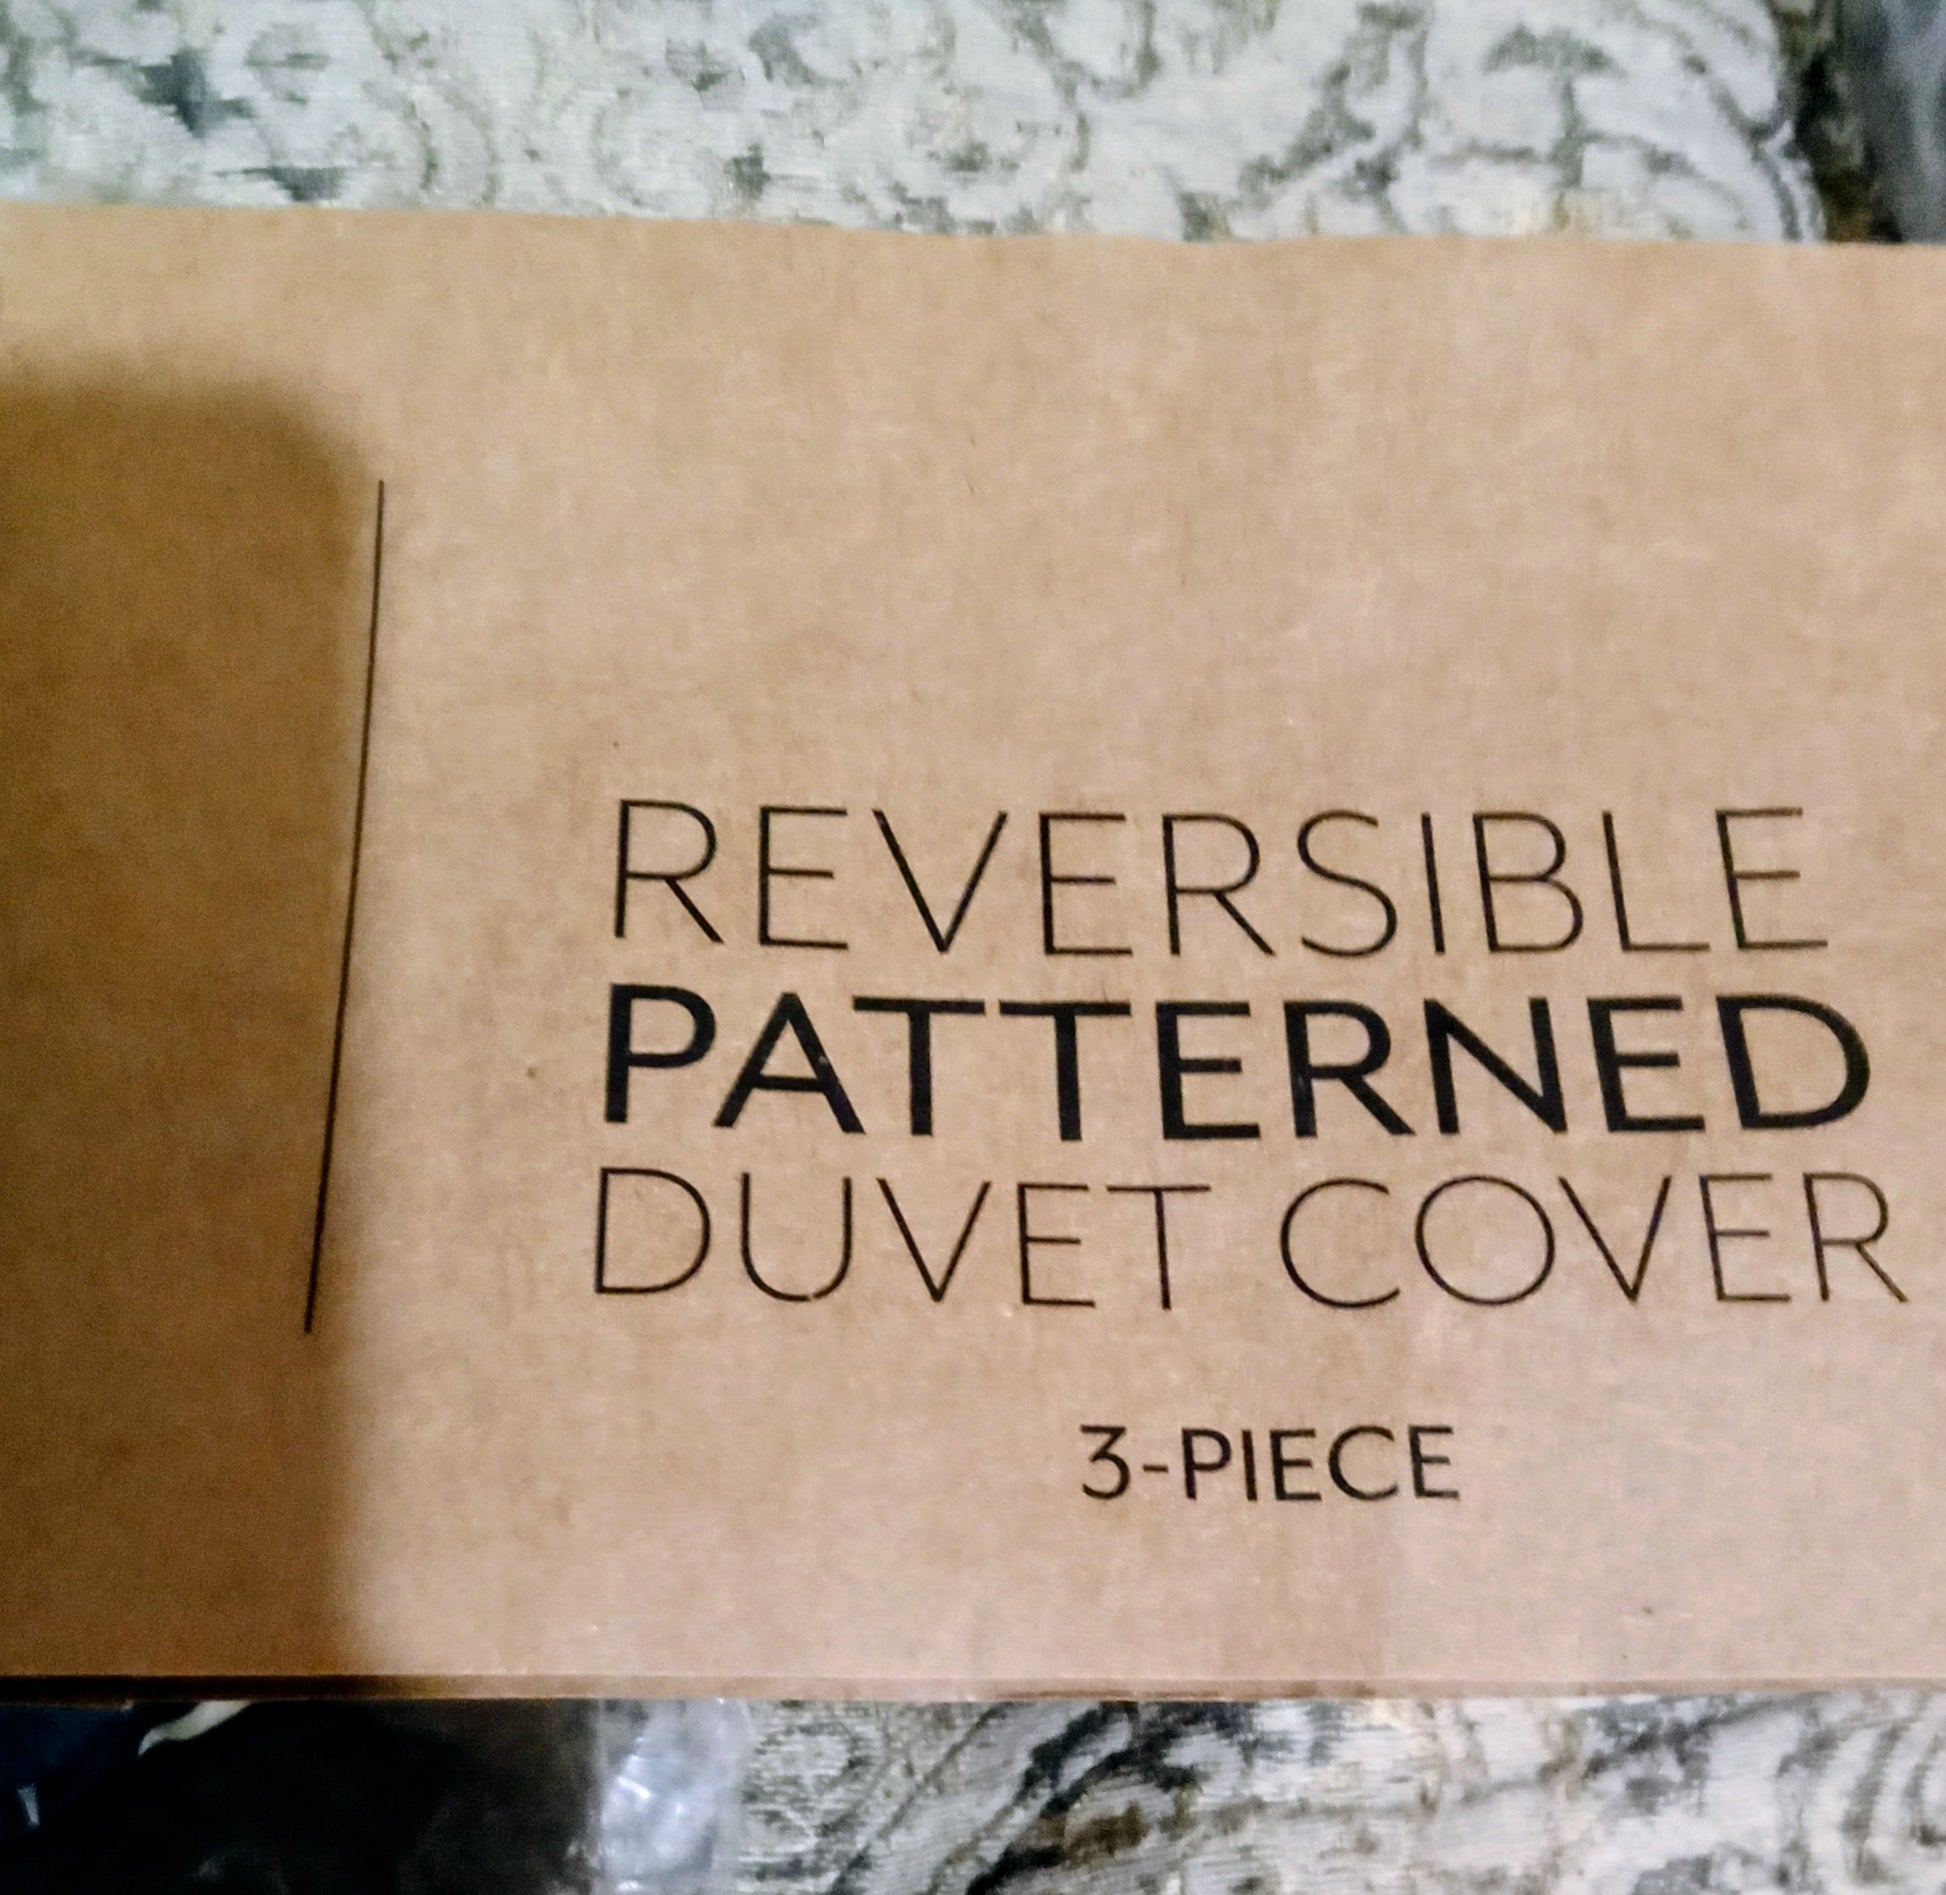 REVERSIBLE
PATTERNED
DUVET COVER
3-PIECE